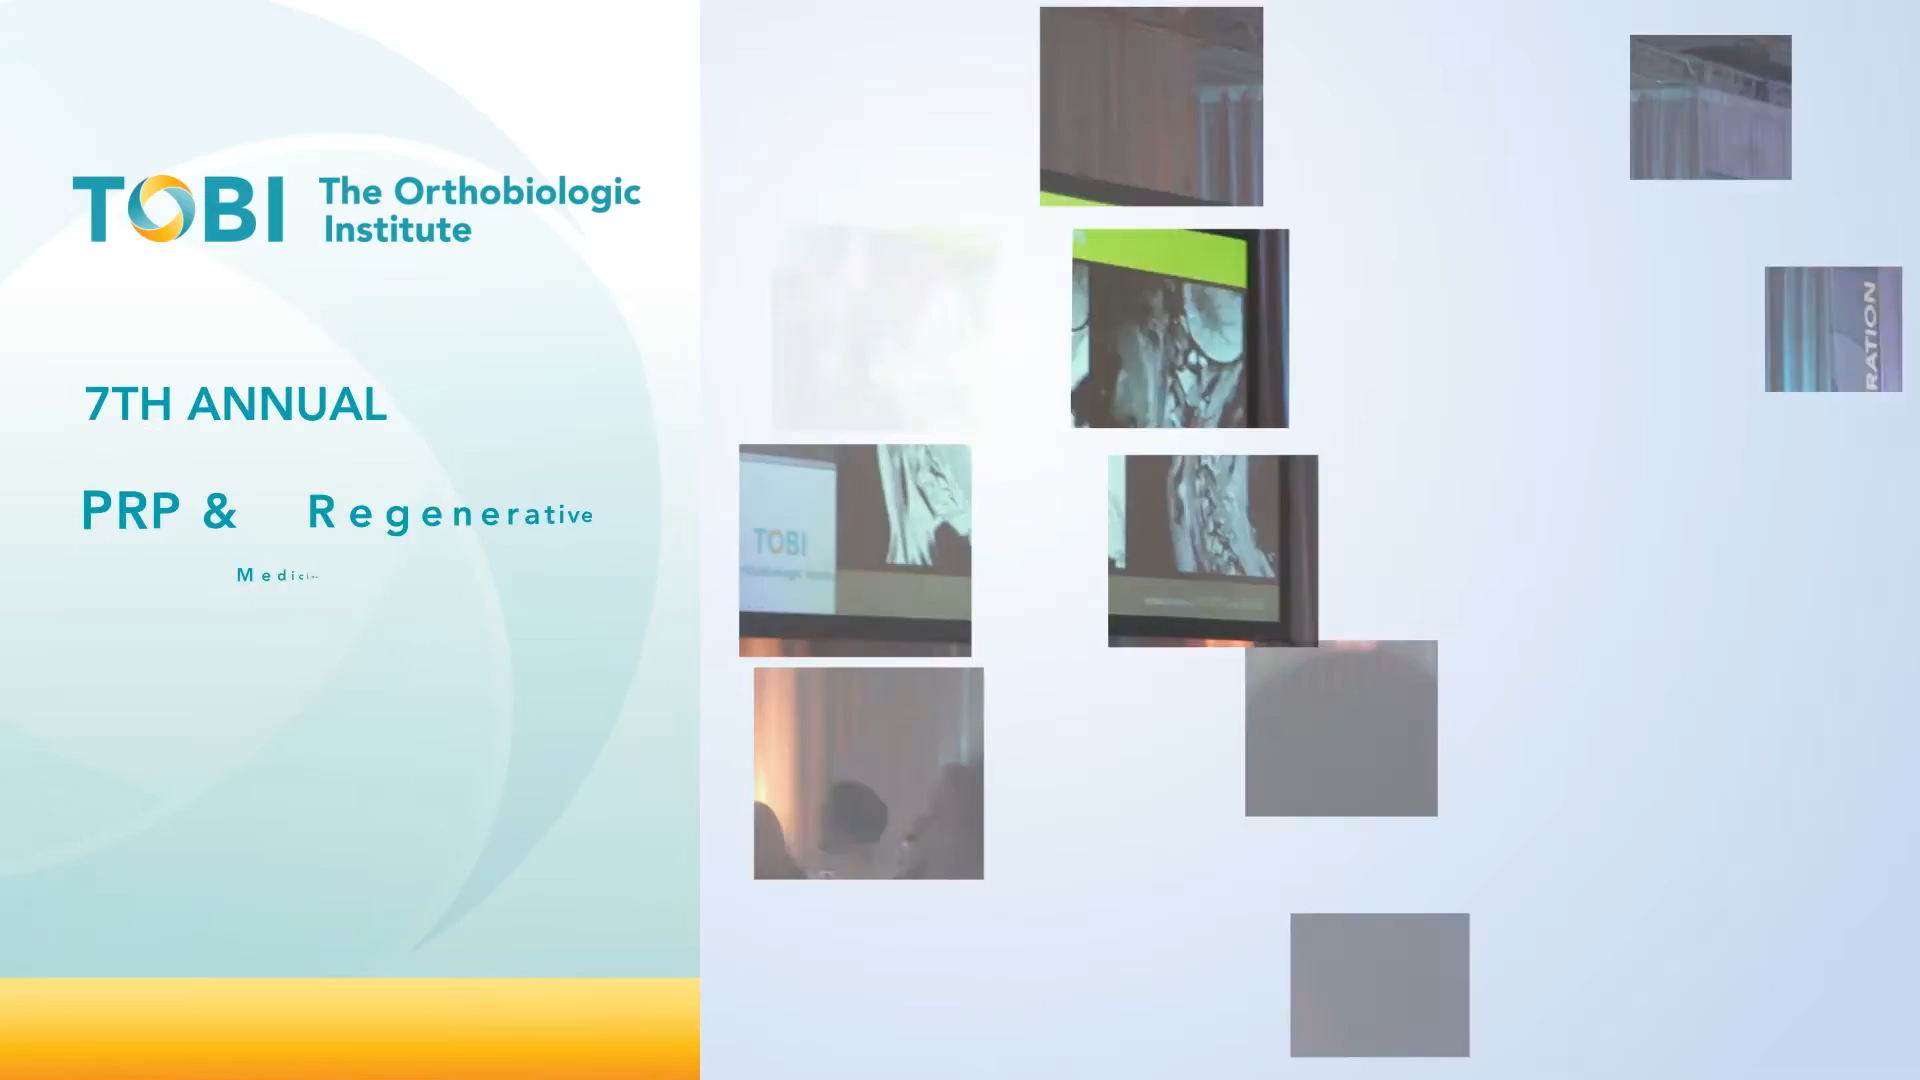 TOBI
The Orthobiologic
Institute
7TH ANNUAL
PRP & Regenerative
RATION
TOBI